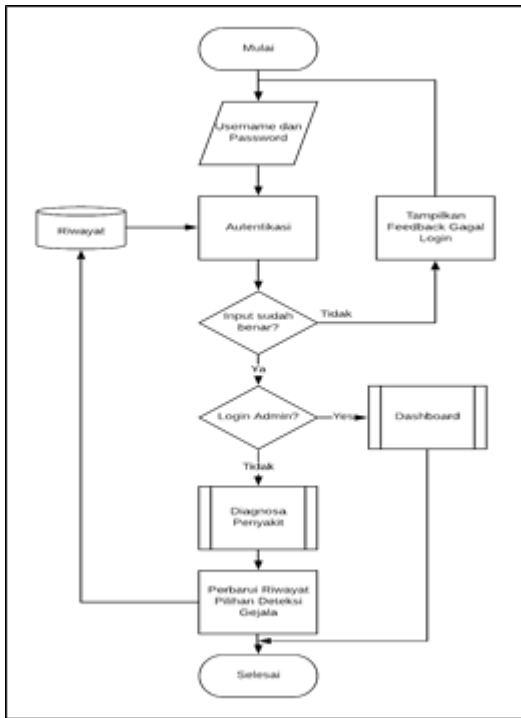 Mulai
Username dan
Password
Riwayat
Autentikasi
Tampilkan
Feedback Gagal
Login
Input sudah
benar?
Tidak
Ya
Login Admin?
Yes
Dashboard
Tidak
Diagnosa
Penyakit
Perbarui Riwayat
Pilihan Deteksi
Gejala
Selesai